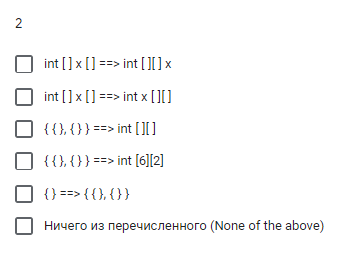 2
int [ ] x [ ] ==> int [ ][ ] x
int [ ] x [ ] ==> int x [ ][ ]
{ { }, { } } ==> int [ ][ ]
{ { }, { } } ==> int [6][2]
{ } ==> { { }, { } }
Ничего из перечисленного (None of the above)